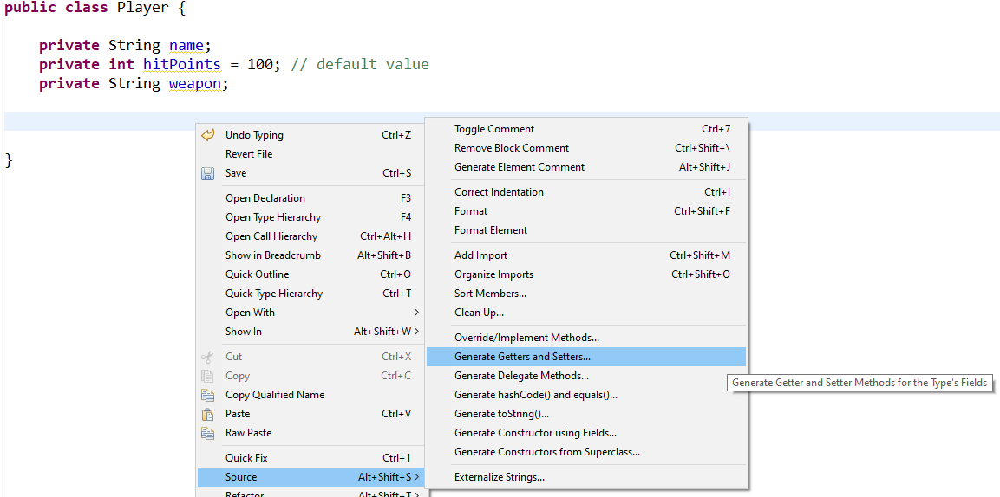 public class Player {
private String name;
private int hitPoints = 100; // default value
private String weapon;
}
Undo Typing Ctrl+Z
Revert File
Save Ctrl+S
Open Declaration F3
Open Type Hierarchy F4
Open Call Hierarchy Ctrl+Alt+H
Show in Breadcrumb Alt+Shift+B
Quick Outline Ctrl+O
Quick Type Hierarchy Ctrl+T
Open With >
Show In Alt+Shift+W >
Cut Ctrl+X
Copy Ctrl+C
Copy Qualified Name
Paste Ctrl+V
Raw Paste
Quick Fix Ctrl+1
Source Alt+Shift+S >
Refactor Alt+Shift+T >
Toggle Comment Ctrl+7
Remove Block Comment Ctrl+Shift+\
Generate Element Comment Alt+Shift+J
Correct Indentation Ctrl+I
Format Ctrl+Shift+F
Format Element
Add Import Ctrl+Shift+M
Organize Imports Ctrl+Shift+O
Sort Members...
Clean Up...
Override/Implement Methods...
Generate Getters and Setters...
Generate Delegate Methods...
Generate hashCode() and equals()...
Generate toString()...
Generate Constructor using Fields...
Generate Constructors from Superclass...
Externalize Strings...
Generate Getter and Setter Methods for the Type's Fields